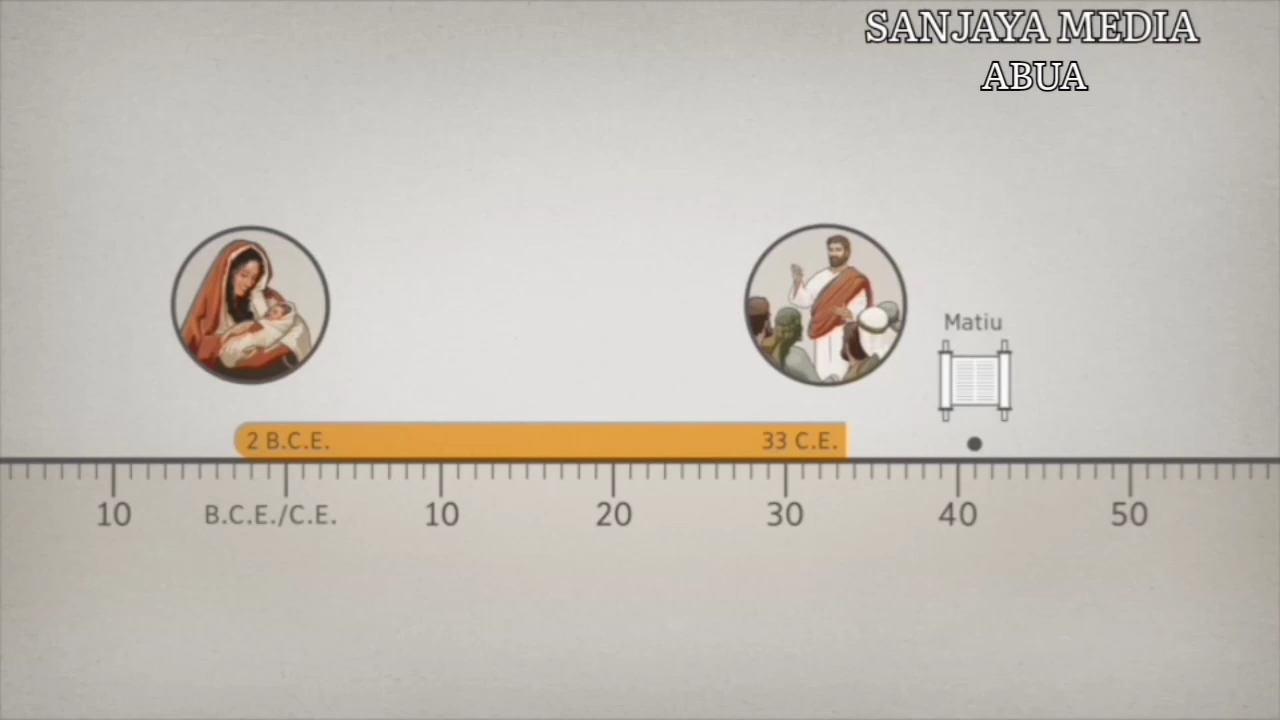 SANJAYA MEDIA
ABUA
Matiu
2 B.C.E.
33 C.E.
10
B.C.E./C.E.
10
20
30
40
50